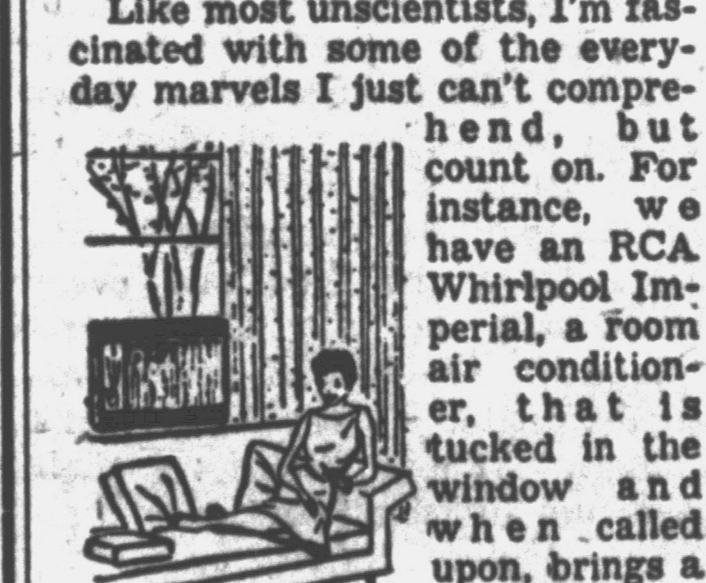 Like most unscientists, I'm fas-
cinated with some of the every-
day marvels I just can't compre-
hend, but
count on. For
instance, we
have an RCA
Whirlpool Im-
perial, a room
air condition-
er, that is
tucked in the
window and
when called
upon, brings a